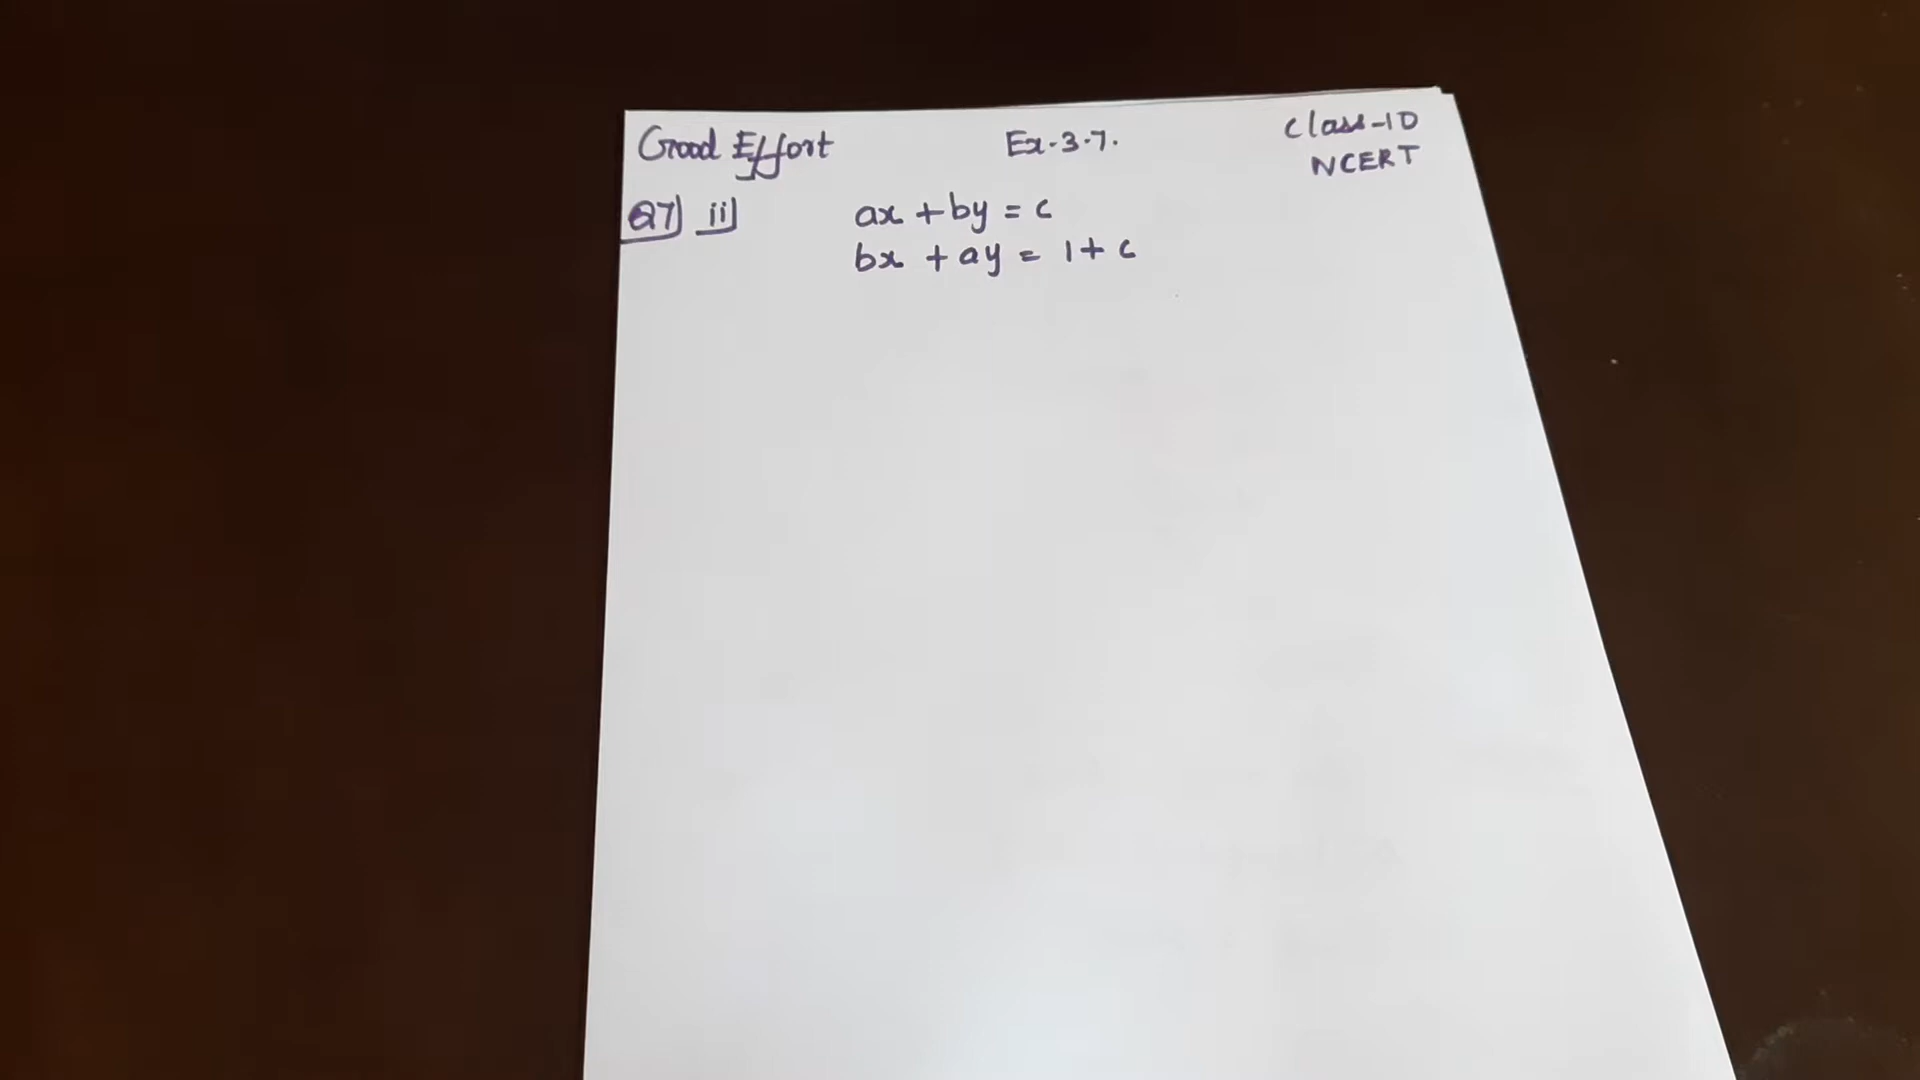 Good Effort Ex.3.7. Class-10
NCERT
Q7) ii) ax + by = c
bx + ay = 1 + c